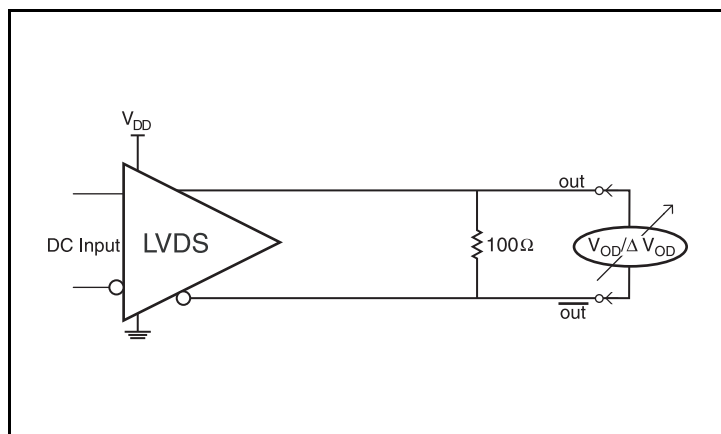 V_DD
out
DC Input
LVDS
100Ω
V_OD/Δ V_OD
out